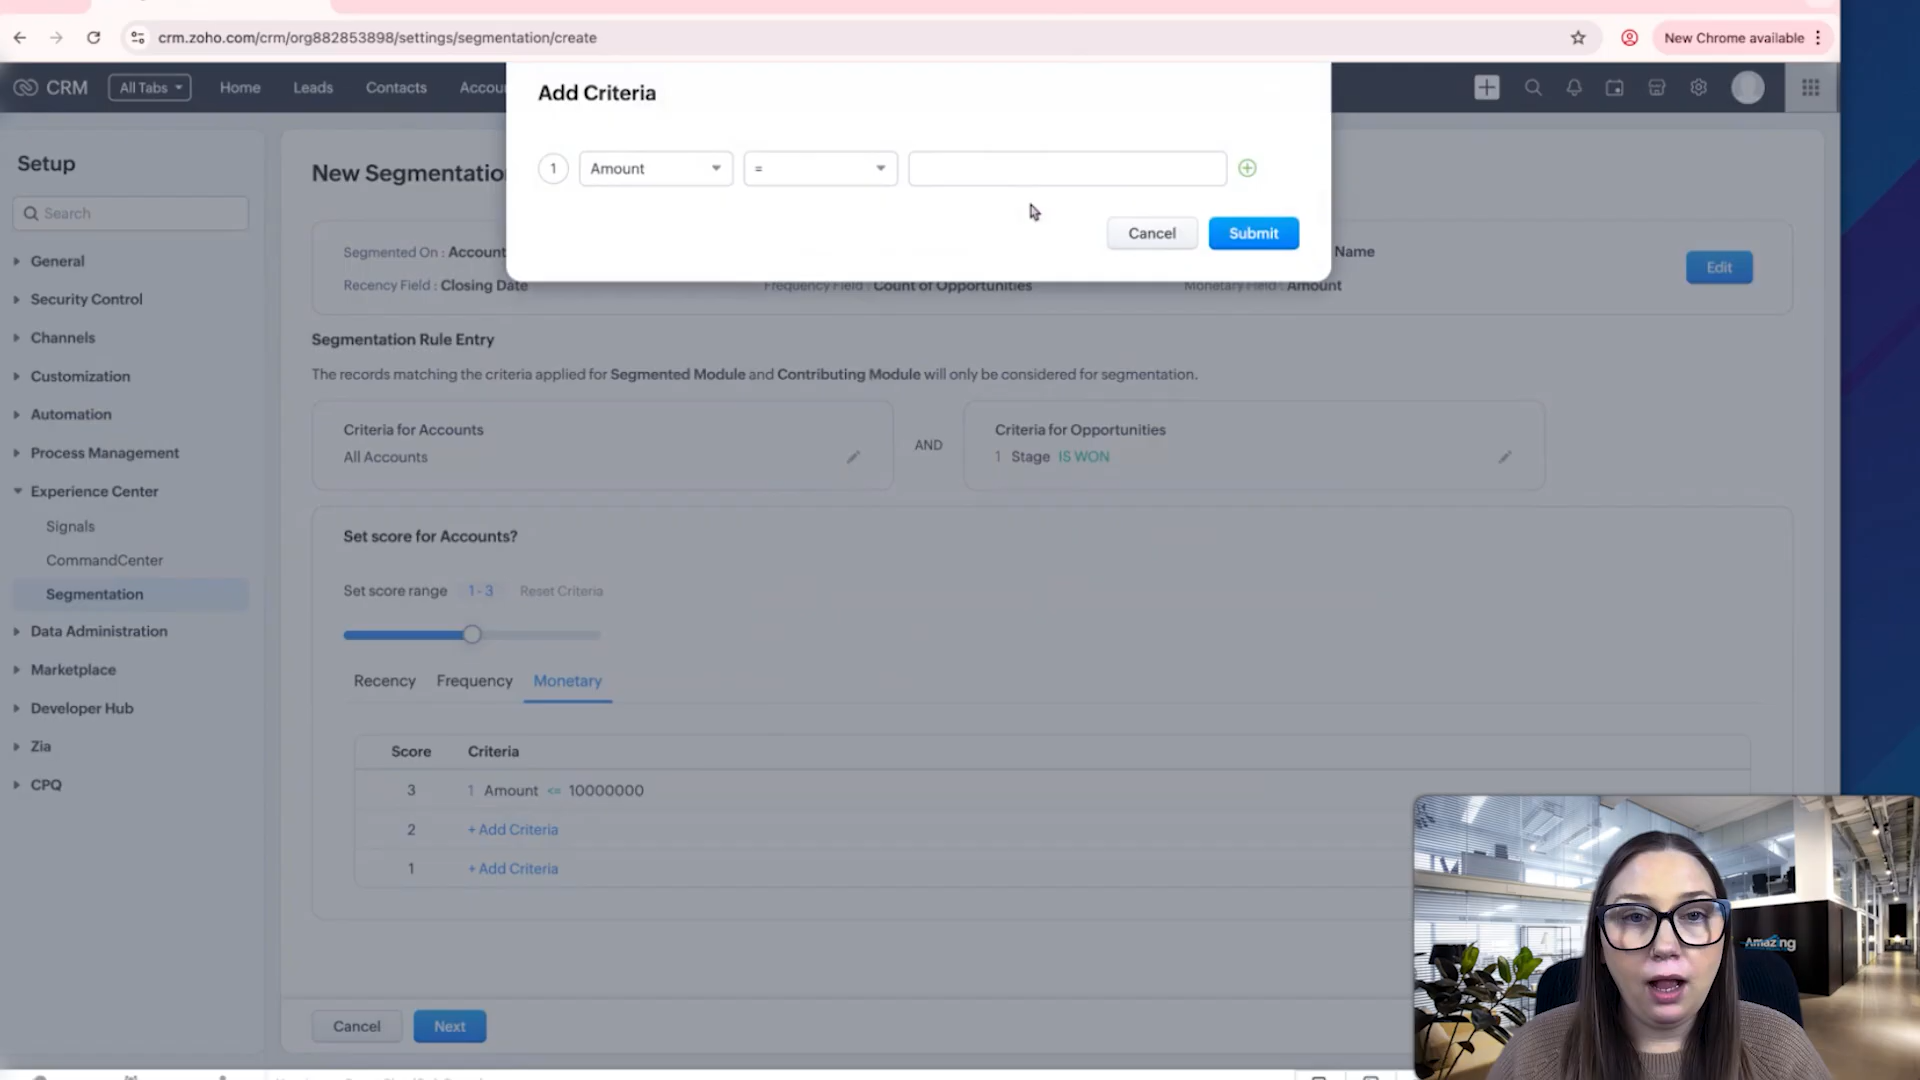 crm.zoho.com/crm/org882853898/settings/segmentation/create
New Chrome available
CRM
All Tabs
Home
Leads
Contacts
Accou
Add Criteria
1
Amount
=
Cancel
Submit
Setup
Search
General
Security Control
Channels
Customization
Automation
Process Management
Experience Center
Signals
CommandCenter
Segmentation
Data Administration
Marketplace
Developer Hub
Zia
CPQ
New Segmentatio
Segmented On : Account
Name
Edit
Recency Field : Closing Date
Frequency Field : Count of Opportunities
Monetary Field : Amount
Segmentation Rule Entry
The records matching the criteria applied for Segmented Module and Contributing Module will only be considered for segmentation.
Criteria for Accounts
All Accounts
AND
Criteria for Opportunities
1 Stage IS WON
Set score for Accounts?
Set score range 1 - 3 Reset Criteria
Recency Frequency Monetary
Score Criteria
3 1 Amount <= 10000000
2 + Add Criteria
1 + Add Criteria
Cancel
Next
Amazing